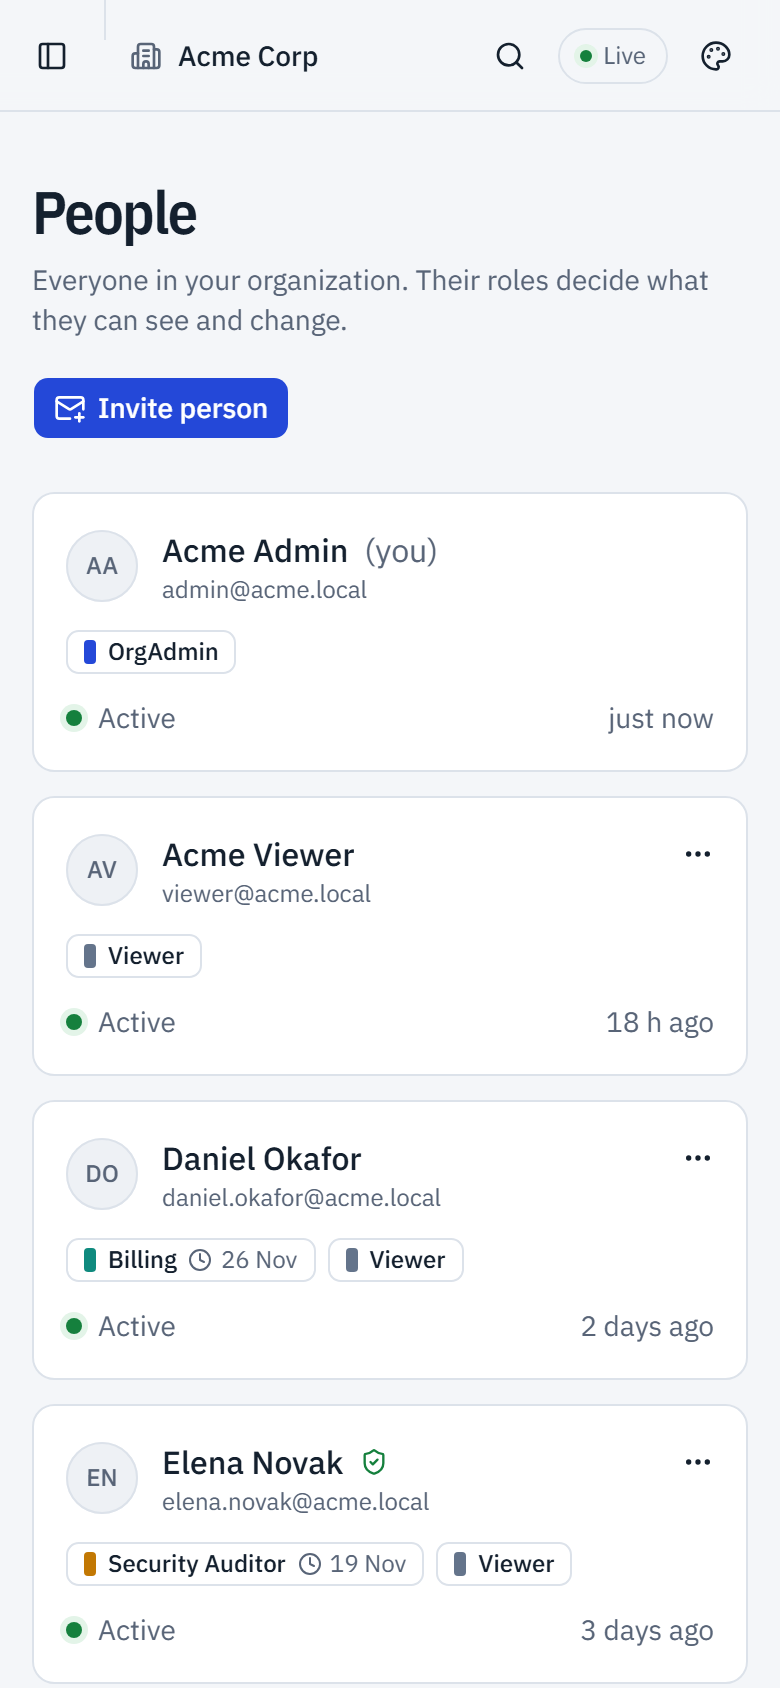 Acme Corp
Live
People
Everyone in your organization. Their roles decide what
they can see and change.
Invite person
AA
Acme Admin (you)
admin@acme.local
OrgAdmin
Active
just now
AV
Acme Viewer
viewer@acme.local
Viewer
Active
18 h ago
DO
Daniel Okafor
daniel.okafor@acme.local
Billing 26 Nov
Viewer
Active
2 days ago
EN
Elena Novak
elena.novak@acme.local
Security Auditor 19 Nov
Viewer
Active
3 days ago